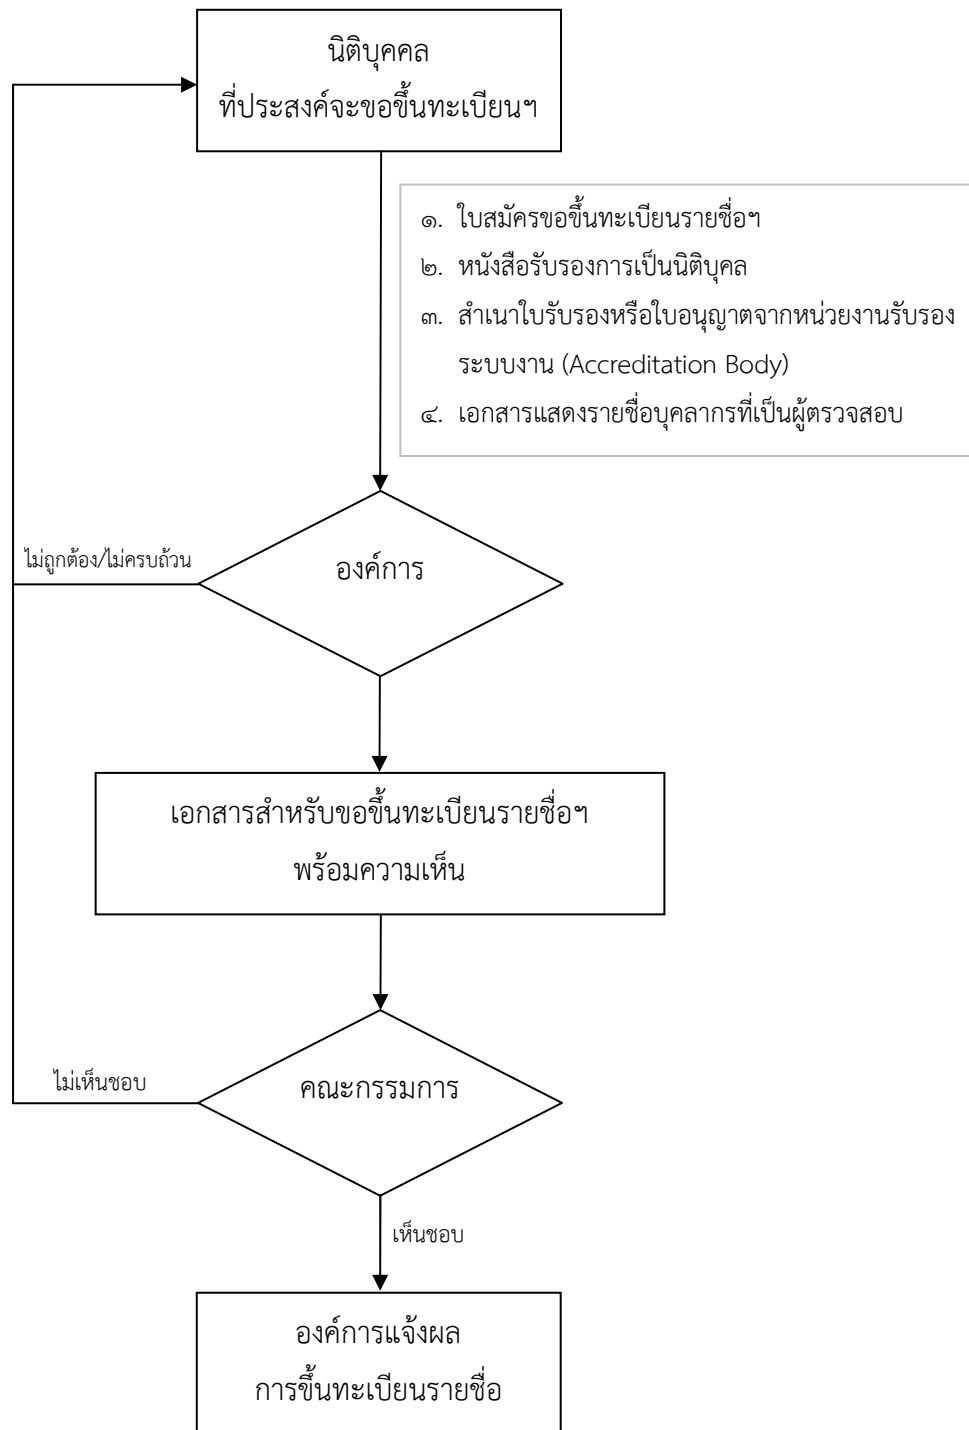 นิติบุคคล
ที่ประสงค์จะขอขึ้นทะเบียนฯ
๑. ใบสมัครขอขึ้นทะเบียนรายชื่อฯ
๒. หนังสือรับรองการเป็นนิติบุคล
๓. สำเนาใบรับรองหรือใบอนุญาตจากหน่วยงานรับรอง
ระบบงาน (Accreditation Body)
๔. เอกสารแสดงรายชื่อบุคลากรที่เป็นผู้ตรวจสอบ
ไม่ถูกต้อง/ไม่ครบถ้วน
องค์การ
เอกสารสำหรับขอขึ้นทะเบียนรายชื่อฯ
พร้อมความเห็น
ไม่เห็นชอบ
คณะกรรมการ
เห็นชอบ
องค์การแจ้งผล
การขึ้นทะเบียนรายชื่อ